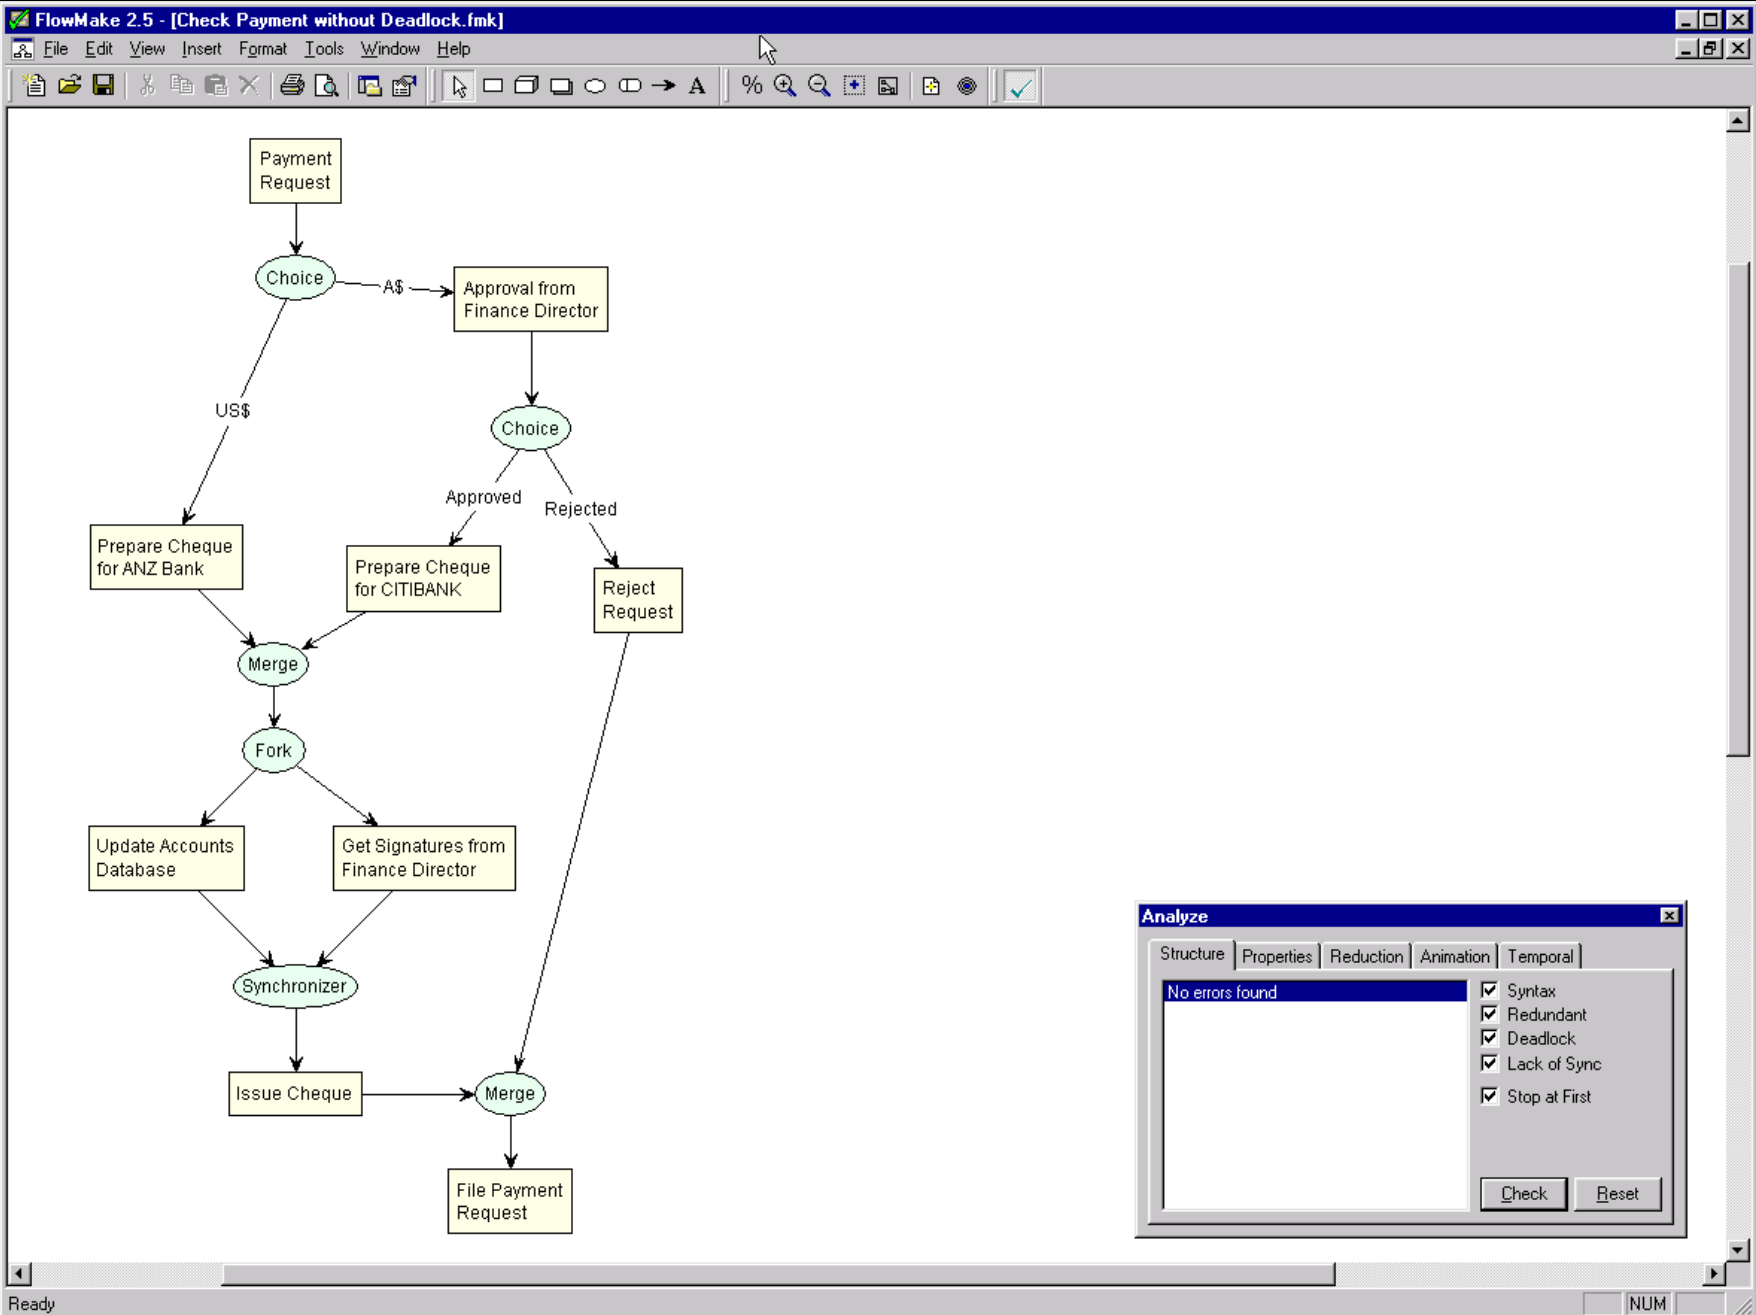 FlowMake 2.5 - [Check Payment without Deadlock.fmk]
File Edit View Insert Format Tools Window Help
% A
Payment
Request
Choice
A$
Approval from
Finance Director
US$
Choice
Approved
Rejected
Prepare Cheque
for ANZ Bank
Prepare Cheque
for CITIBANK
Reject
Request
Merge
Fork
Update Accounts
Database
Get Signatures from
Finance Director
Synchronizer
Issue Cheque
Merge
File Payment
Request
Analyze
Structure Properties Reduction Animation Temporal
No errors found
Syntax
Redundant
Deadlock
Lack of Sync
Stop at First
Check Reset
Ready NUM